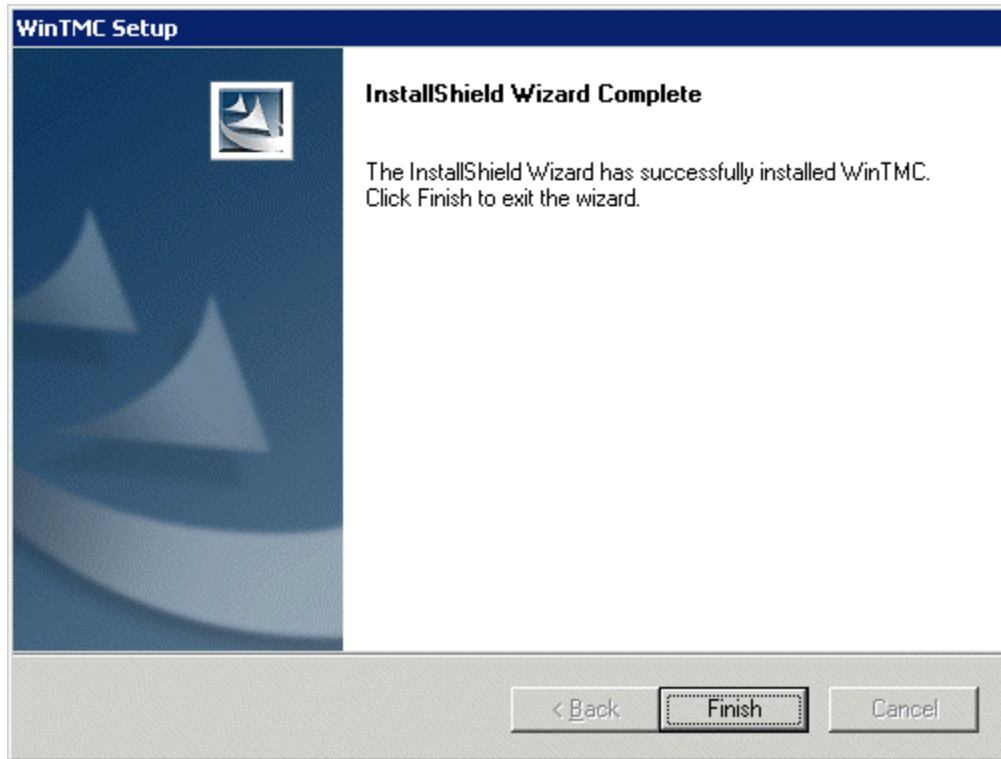 WinTMC Setup
InstallShield Wizard Complete
The InstallShield Wizard has successfully installed WinTMC.
Click Finish to exit the wizard.
< Back Finish Cancel